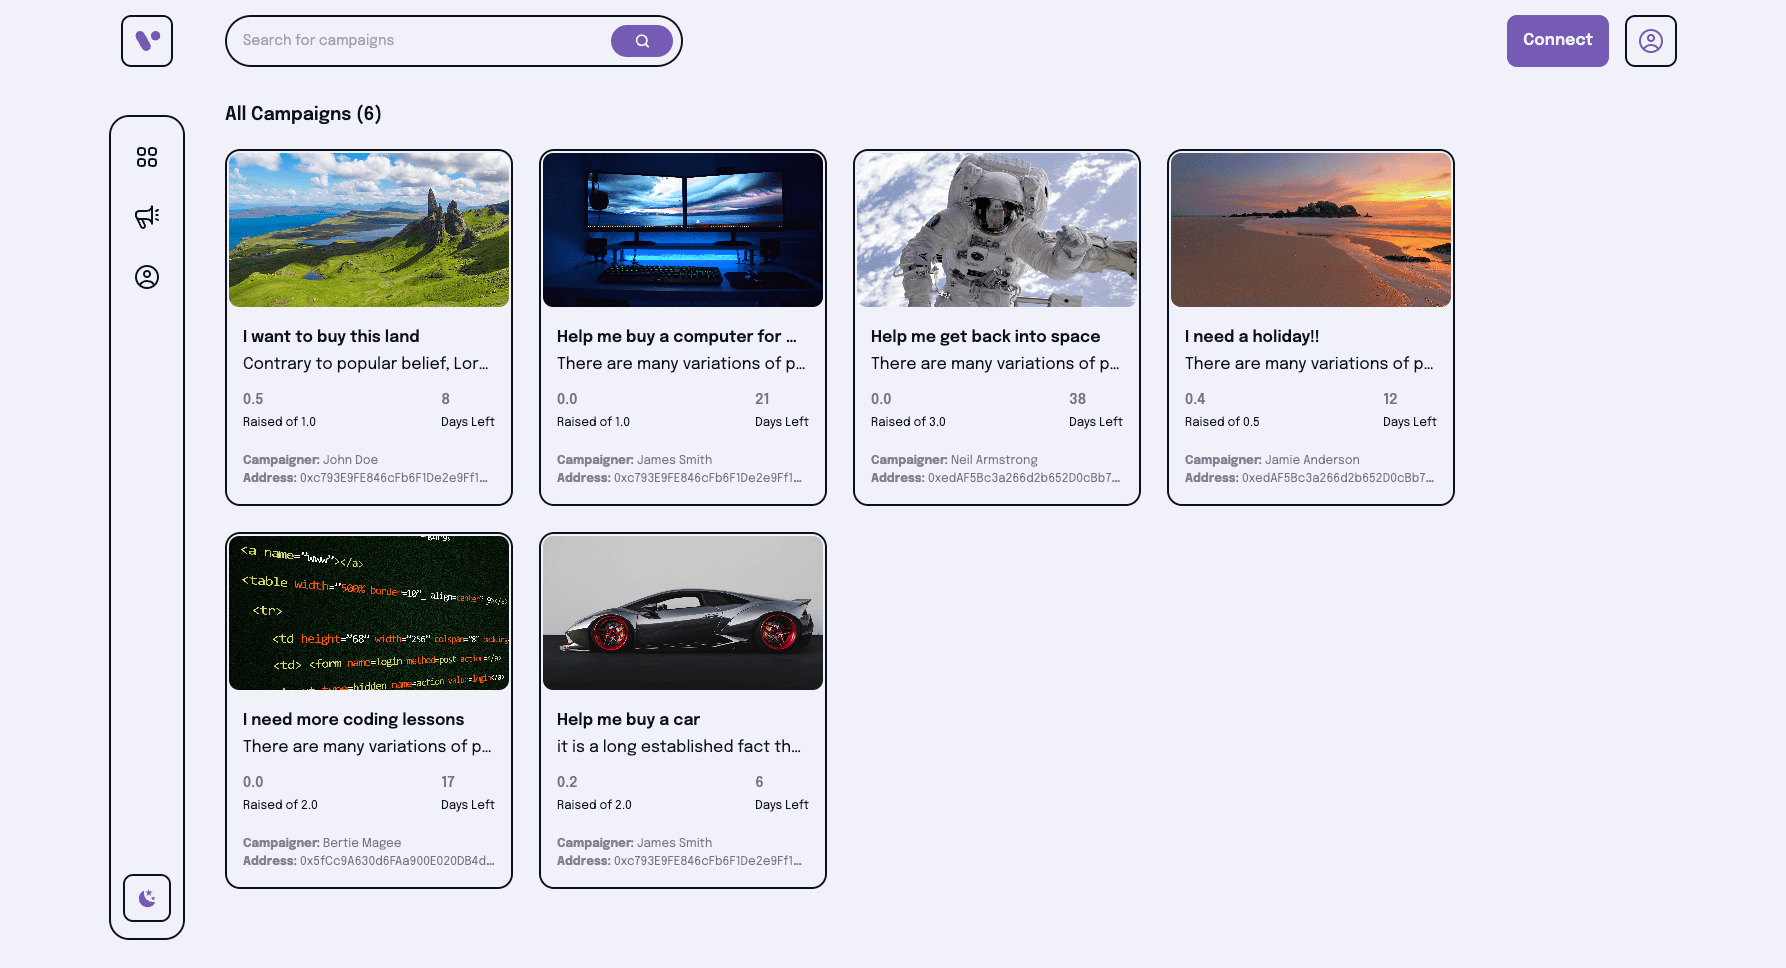 Search for campaigns
Connect
All Campaigns (6)
I want to buy this land
Contrary to popular belief, Lor...
0.5
8
Raised of 1.0
Days Left
Campaigner: John Doe
Address: 0xc793E9FE846cFb6F1De2e9Ff1...
Help me buy a computer for ...
There are many variations of p...
0.0
21
Raised of 1.0
Days Left
Campaigner: James Smith
Address: 0xc793E9FE846cFb6F1De2e9Ff1...
Help me get back into space
There are many variations of p...
0.0
38
Raised of 3.0
Days Left
Campaigner: Neil Armstrong
Address: 0xedAF5Bc3a266d2b652D0cBb7...
I need a holiday!!
There are many variations of p...
0.4
12
Raised of 0.5
Days Left
Campaigner: Jamie Anderson
Address: 0xedAF5Bc3a266d2b652D0cBb7...
<a name="www"></a>
<table width="500% border=10"_ align=
<tr>
<td height="68" width="256" colspan="8"
<td> <form name=login method=post action=</a>
type=hidden name=action value=login</a>
I need more coding lessons
There are many variations of p...
0.0
17
Raised of 2.0
Days Left
Campaigner: Bertie Magee
Address: 0x5fCc9A630d6FAa900E020DB4d...
Help me buy a car
it is a long established fact th...
0.2
6
Raised of 2.0
Days Left
Campaigner: James Smith
Address: 0xc793E9FE846cFb6F1De2e9Ff1...